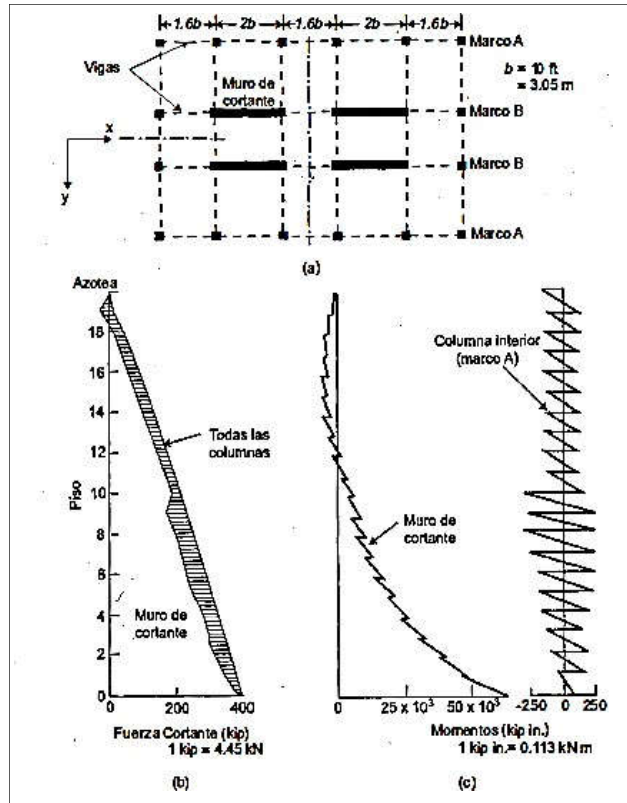 1.6b 2b 1.6b 2b 1.6b
Marco A
Vigas
Muro de
cortante
b = 10 ft
= 3.05 m
Marco B
x
Marco B
y
Marco A
(a)
Azotea
18
16
14
12
10
8
6
4
2
0
Piso
Todas las
columnas
Muro de
cortante
0 200 400
Fuerza Cortante (kip)
1 kip = 4.45 kN
(b)
Columna interior
(marco A)
Muro de
cortante
0 25 x 10³ 50 x 10³
-250 0 250
Momentos (kip in.)
1 kip in.= 0.113 kN m
(c)